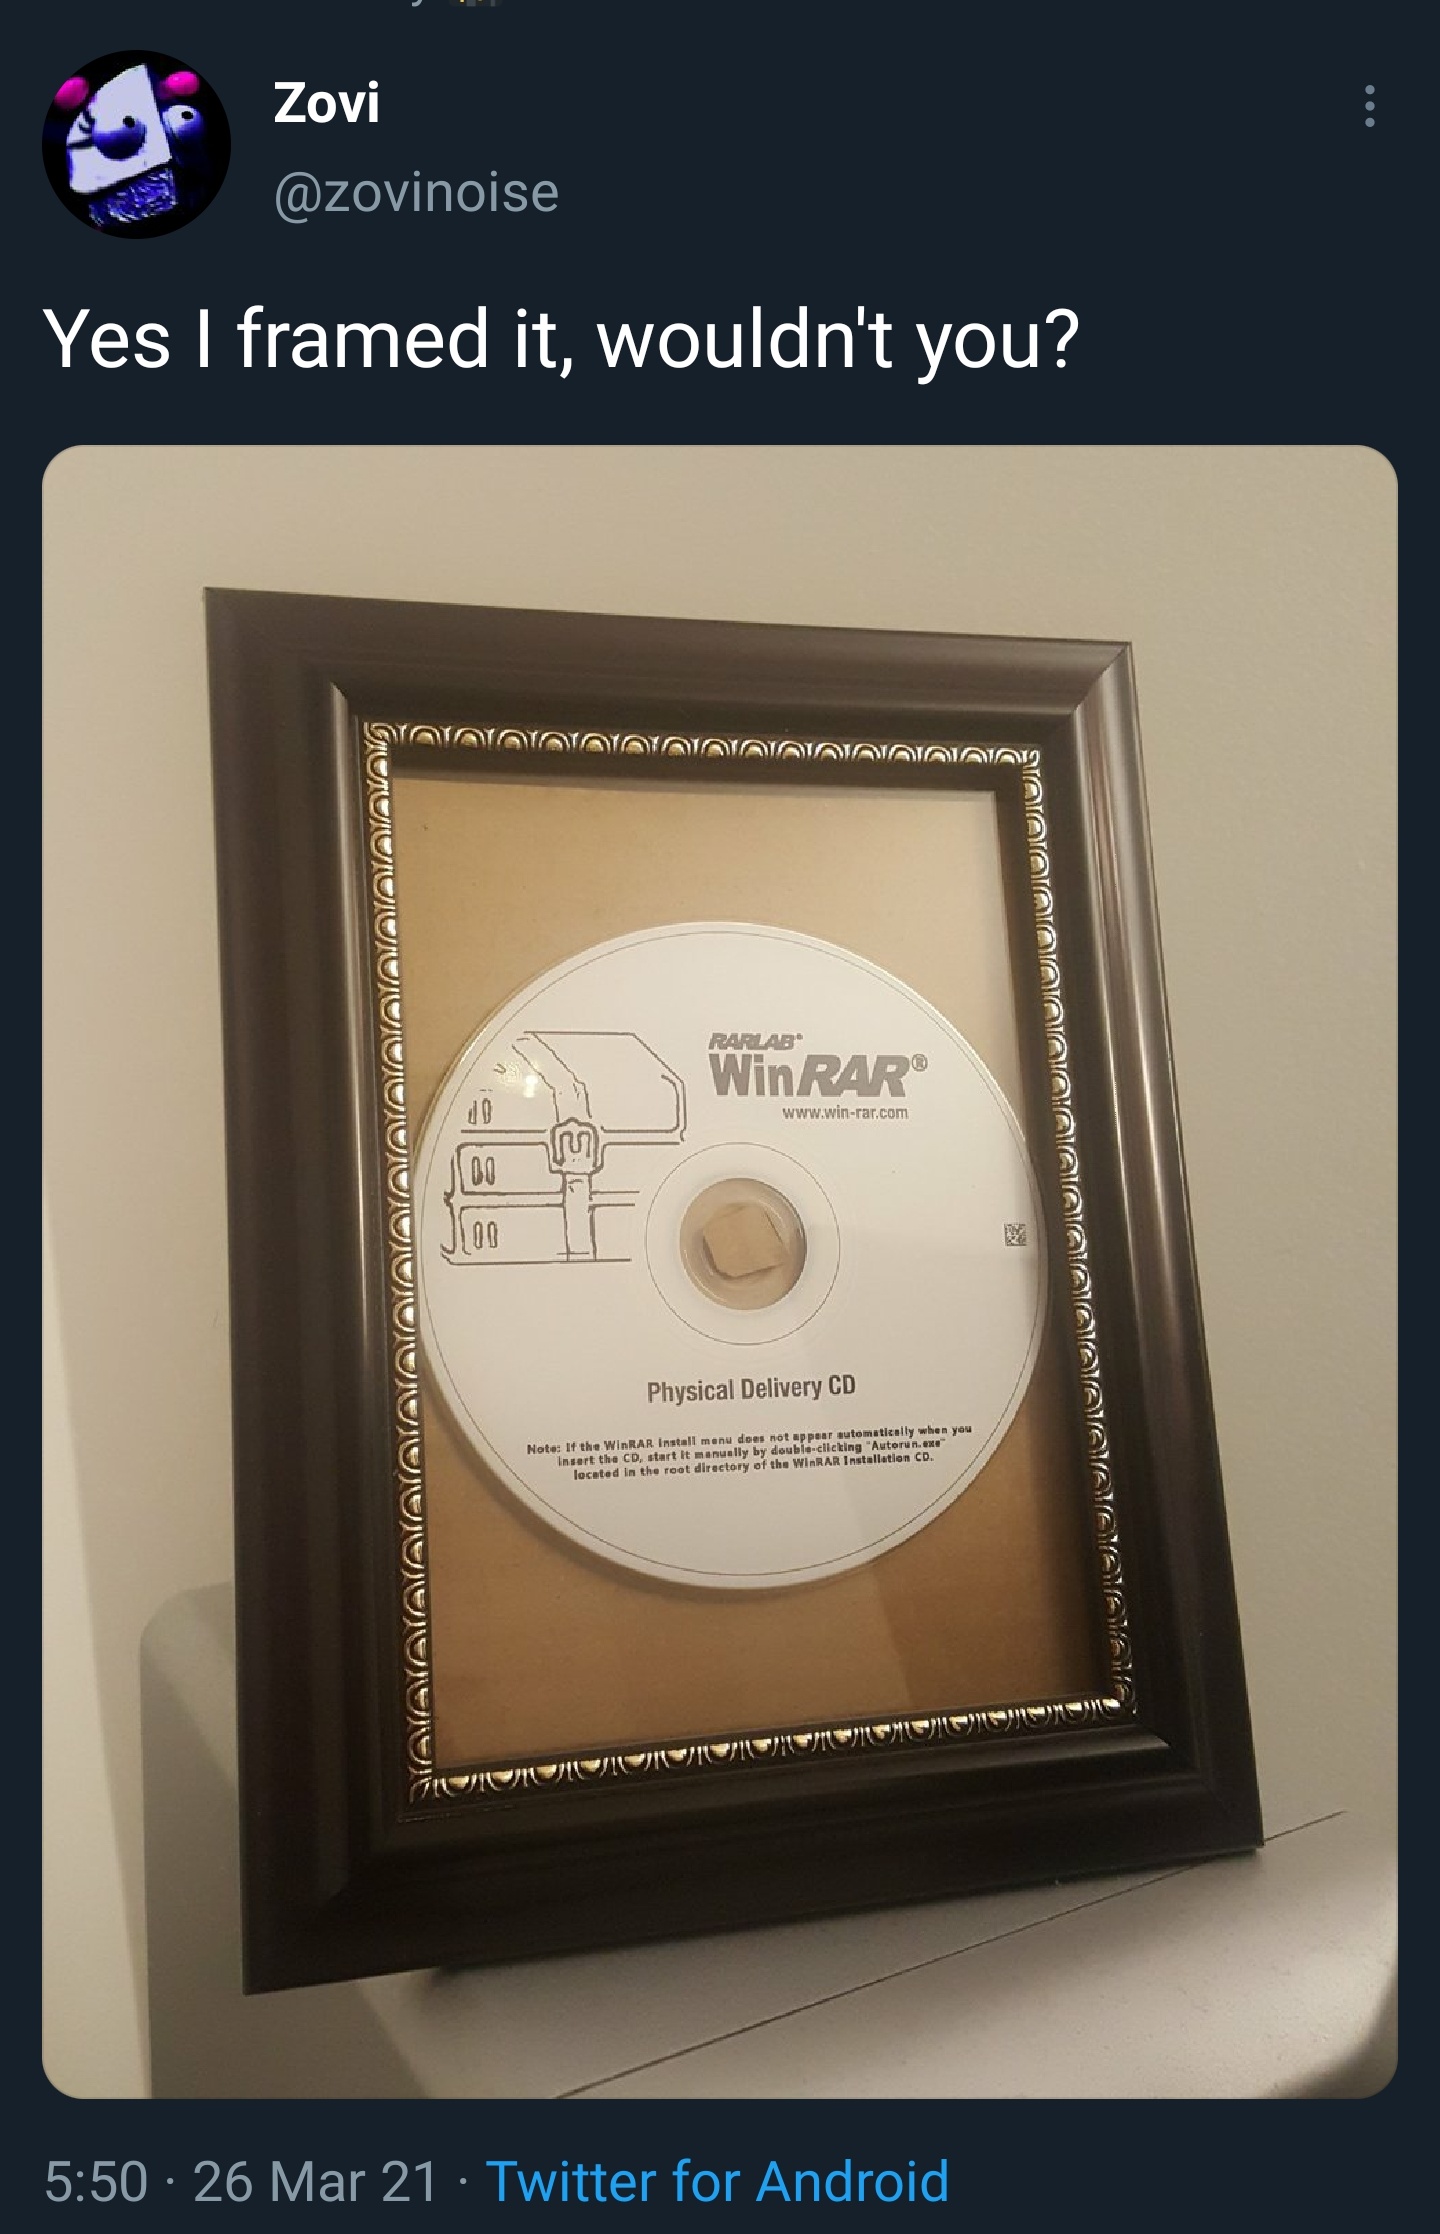 Zovi
@zovinoise
Yes I framed it, wouldn't you?
RARLAB®
WinRAR®
www.win-rar.com
Physical Delivery CD
Note: If the WinRAR install menu does not appear automatically when you
insert the CD, start it manually by double-clicking "Autorun.exe"
located in the root directory of the WinRAR Installation CD.
5:50 · 26 Mar 21 · Twitter for Android